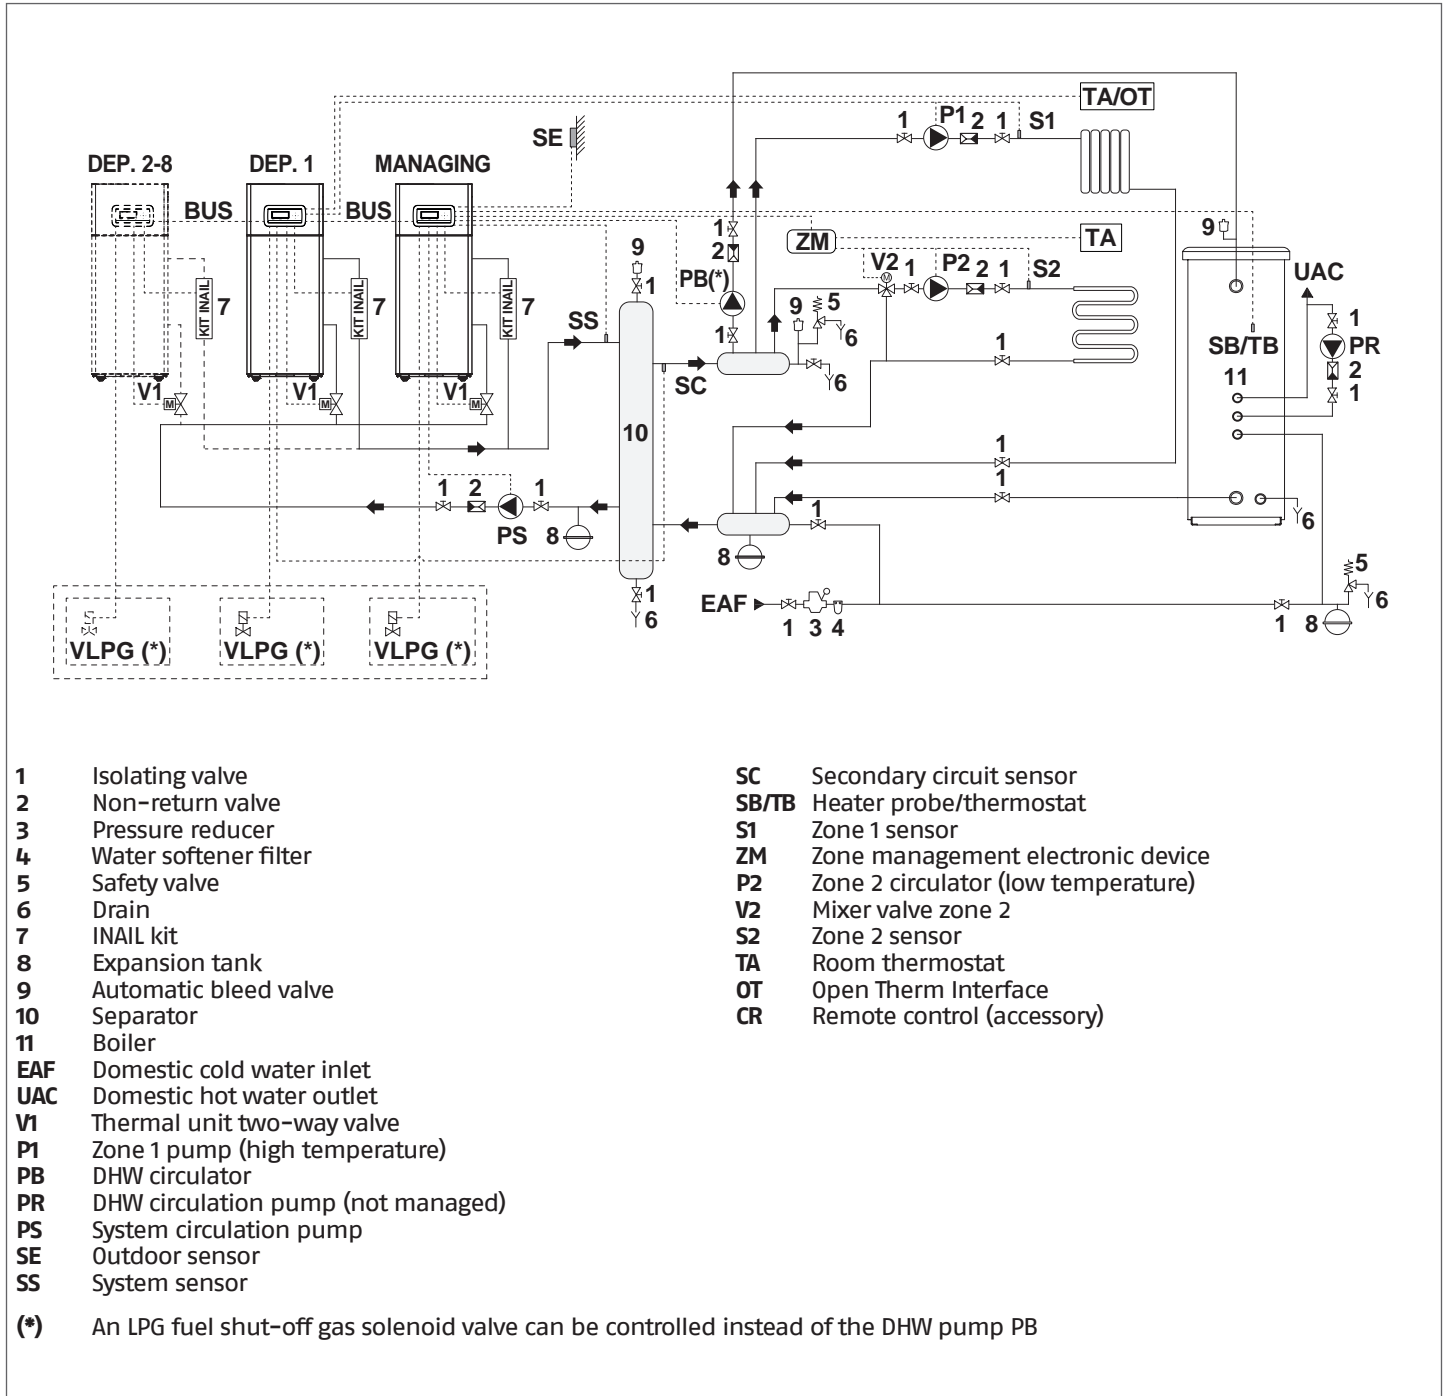 TA/OT
P1
1
2
1
S1
SE
DEP. 2-8
DEP. 1
MANAGING
BUS
BUS
1
2
9
ZM
TA
9
V2
1
P2
2
1
S2
UAC
PB(*)
1
KIT INAIL
7
KIT INAIL
7
KIT INAIL
7
SS
1
9
5
6
1
SB/TB
PR
11
2
1
SC
6
V1
M
V1
M
V1
M
10
1
1
1
2
1
PS
8
1
6
8
5
EAF
1
3
4
1
8
6
1
6
VLPG (*)
VLPG (*)
VLPG (*)
1 Isolating valve
2 Non-return valve
3 Pressure reducer
4 Water softener filter
5 Safety valve
6 Drain
7 INAIL kit
8 Expansion tank
9 Automatic bleed valve
10 Separator
11 Boiler
EAF Domestic cold water inlet
UAC Domestic hot water outlet
V1 Thermal unit two-way valve
P1 Zone 1 pump (high temperature)
PB DHW circulator
PR DHW circulation pump (not managed)
PS System circulation pump
SE Outdoor sensor
SS System sensor
SC Secondary circuit sensor
SB/TB Heater probe/thermostat
S1 Zone 1 sensor
ZM Zone management electronic device
P2 Zone 2 circulator (low temperature)
V2 Mixer valve zone 2
S2 Zone 2 sensor
TA Room thermostat
OT Open Therm Interface
CR Remote control (accessory)
(*) An LPG fuel shut-off gas solenoid valve can be controlled instead of the DHW pump PB